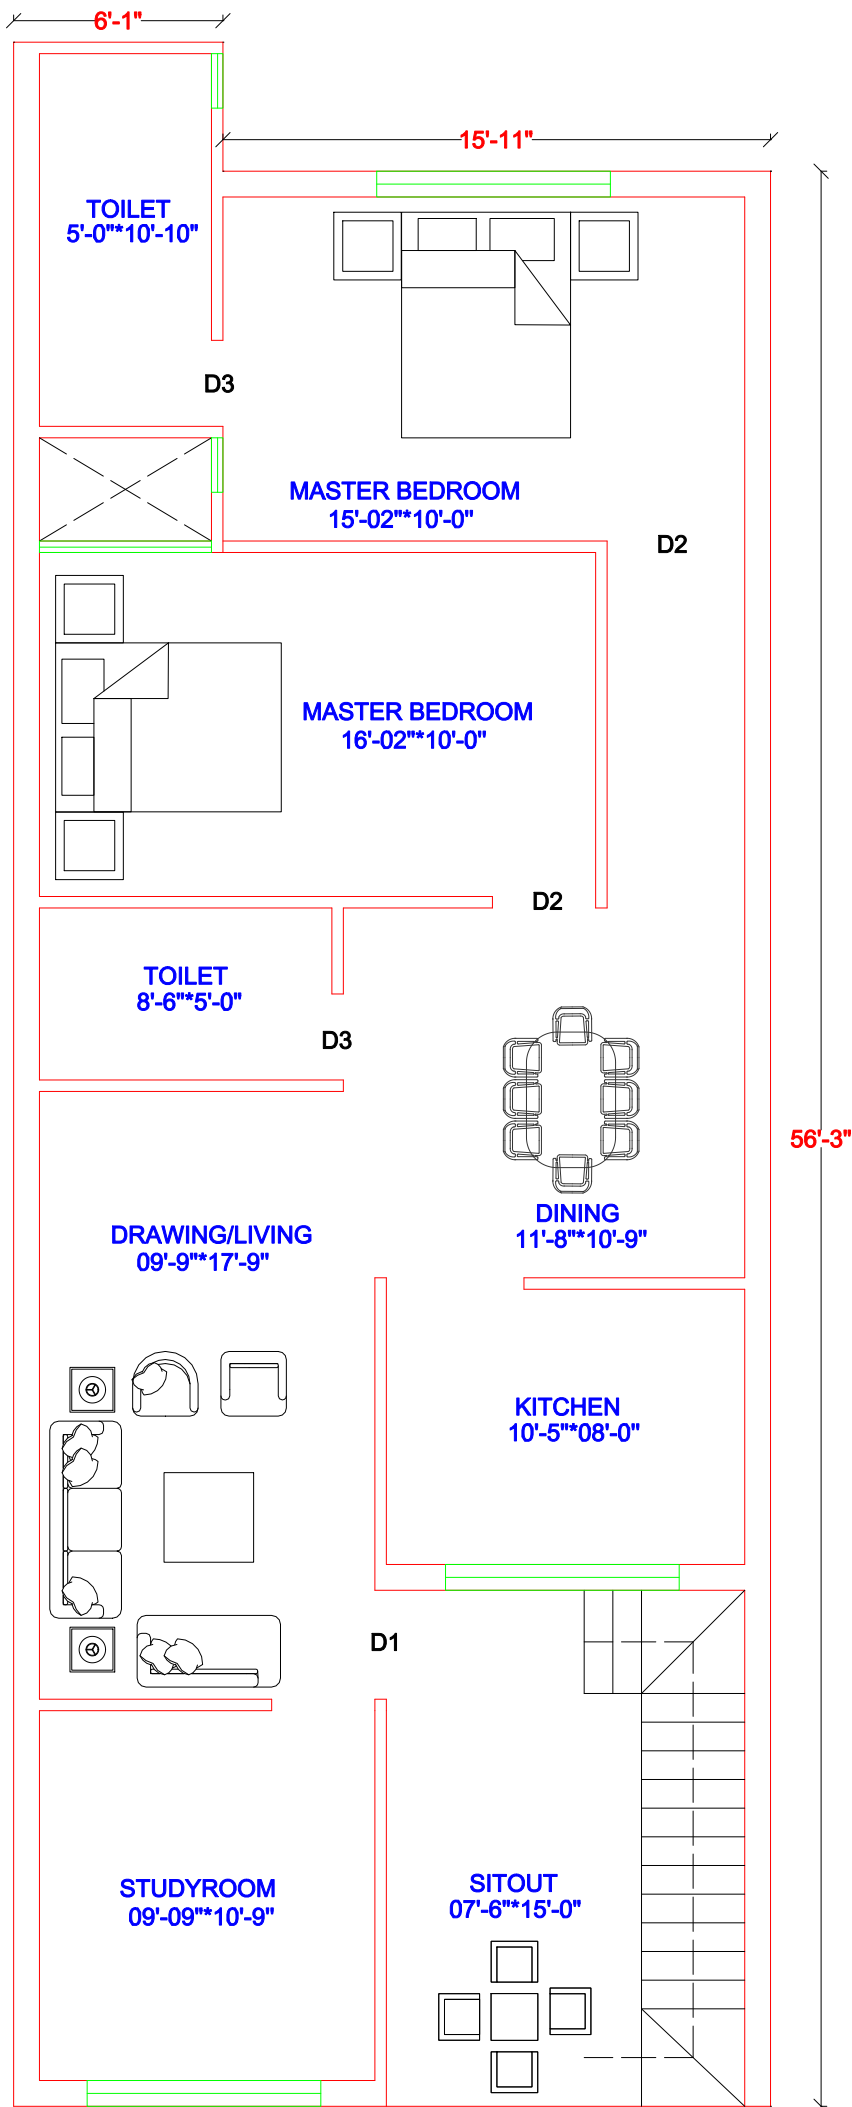 6'-1"
15'-11"
TOILET
5'-0"*10'-10"
D3
MASTER BEDROOM
15'-02"*10'-0"
D2
MASTER BEDROOM
16'-02"*10'-0"
D2
TOILET
8'-6"*5'-0"
D3
56'-3"
DINING
11'-8"*10'-9"
DRAWING/LIVING
09'-9"*17'-9"
KITCHEN
10'-5"*08'-0"
D1
STUDYROOM
09'-09"*10'-9"
SITOUT
07'-6"*15'-0"